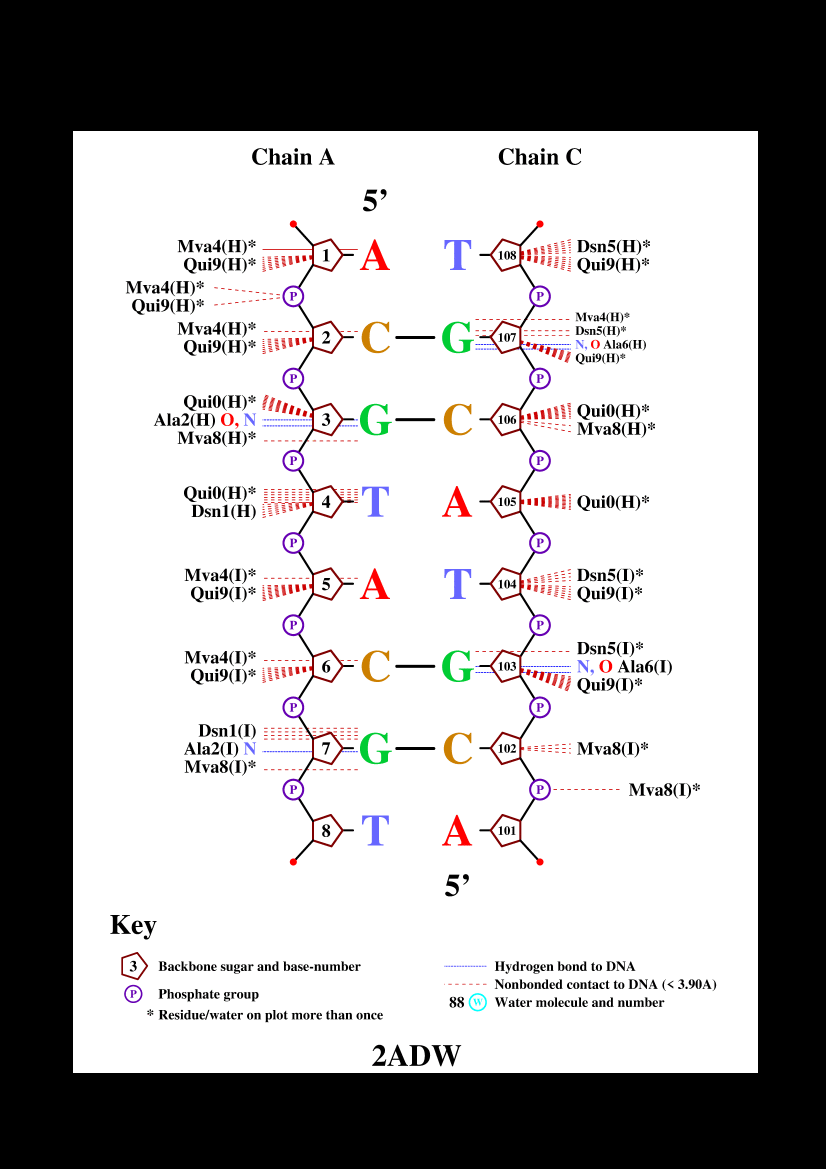 Chain A Chain C
5’
Mva4(H)* Dsn5(H)*
1 A T 108
Qui9(H)* Qui9(H)*
Mva4(H)*
P P
Qui9(H)*
Mva4(H)*
Dsn5(H)*
Mva4(H)* 2 C G 107
N, O Ala6(H)
Qui9(H)* Qui9(H)*
P P
Qui0(H)* Qui0(H)*
Ala2(H) O, N 3 G C 106
Mva8(H)* Mva8(H)*
P P
Qui0(H)* 4 T A 105 Qui0(H)*
Dsn1(H)
P P
Mva4(I)* Dsn5(I)*
5 A T 104
Qui9(I)* Qui9(I)*
P P
Dsn5(I)*
Mva4(I)* 6 C G 103 N, O Ala6(I)
Qui9(I)* Qui9(I)*
P P
Dsn1(I)
Ala2(I) N 7 G C 102 Mva8(I)*
Mva8(I)*
P P Mva8(I)*
8 T A 101
5’
Key
3 Backbone sugar and base-number
P Phosphate group
* Residue/water on plot more than once
Hydrogen bond to DNA
Nonbonded contact to DNA (< 3.90A)
88 W Water molecule and number
2ADW